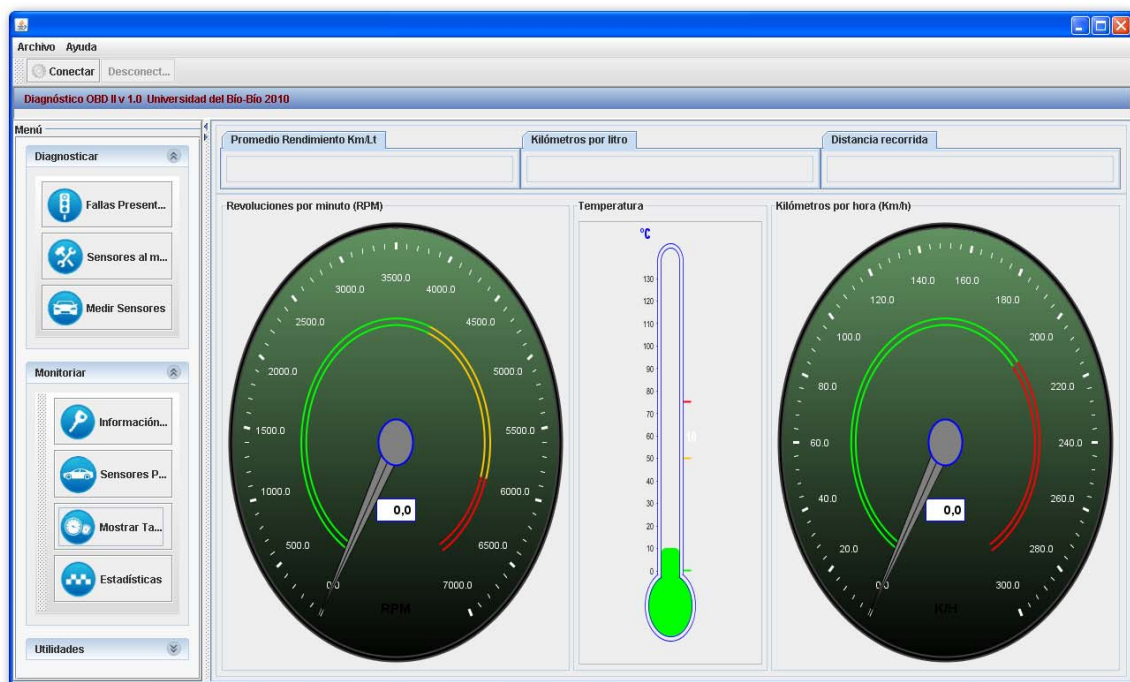 Archivo Ayuda
Conectar Desconect...
Diagnóstico OBD II v 1.0 Universidad del Bío-Bío 2010
Menú
Diagnosticar
Fallas Present...
Sensores al m...
Medir Sensores
Monitoriar
Información...
Sensores P...
Mostrar Ta...
Estadísticas
Utilidades
Promedio Rendimiento Km/Lt
Kilómetros por litro
Distancia recorrida
Revoluciones por minuto (RPM)
0.0
500.0
1000.0
1500.0
2000.0
2500.0
3000.0
3500.0
4000.0
4500.0
5000.0
5500.0
6000.0
6500.0
7000.0
0,0
RPM
Temperatura
°C
130
120
110
100
90
80
70
60
50
40
30
20
10
0
10
Kilómetros por hora (Km/h)
0.0
20.0
40.0
60.0
80.0
100.0
120.0
140.0
160.0
180.0
200.0
220.0
240.0
260.0
280.0
300.0
0,0
K/H